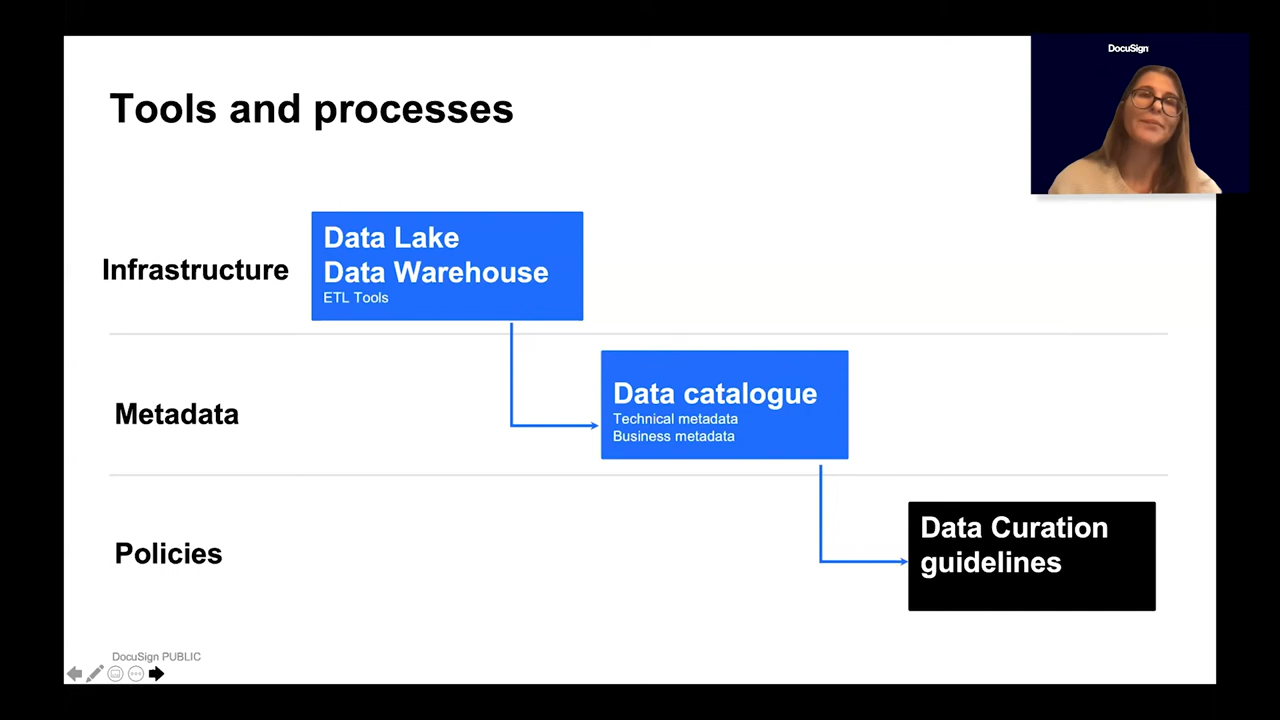 DocuSign
Tools and processes
Infrastructure
Data Lake
Data Warehouse
ETL Tools
Metadata
Data catalogue
Technical metadata
Business metadata
Policies
Data Curation
guidelines
DocuSign PUBLIC